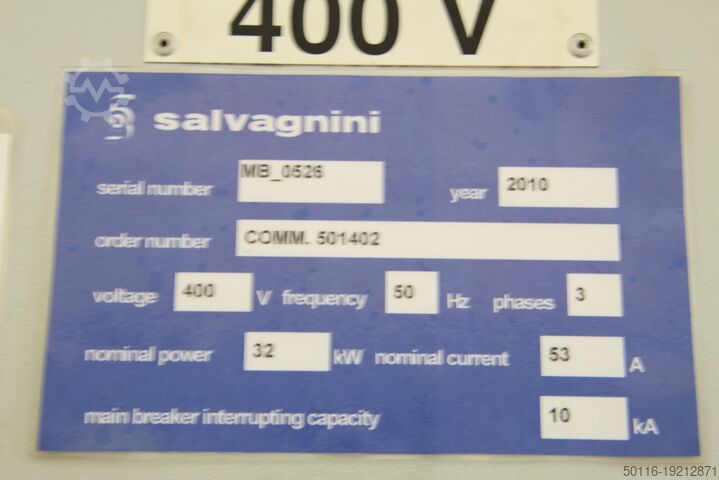 400 V
salvagnini
serial number MB_0526 year 2010
order number COMM. 501402
voltage 400 V frequency 50 Hz phases 3
nominal power 32 kW nominal current 53 A
main breaker interrupting capacity 10 kA
50116-19212871